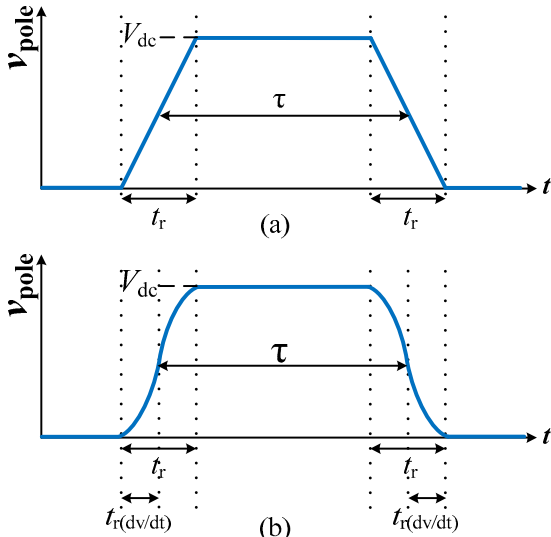 v_pole
V_dc
τ
t
t_r
t_r
(a)
v_pole
V_dc
τ
t
t_r
t_r
t_r(dv/dt)
t_r(dv/dt)
(b)